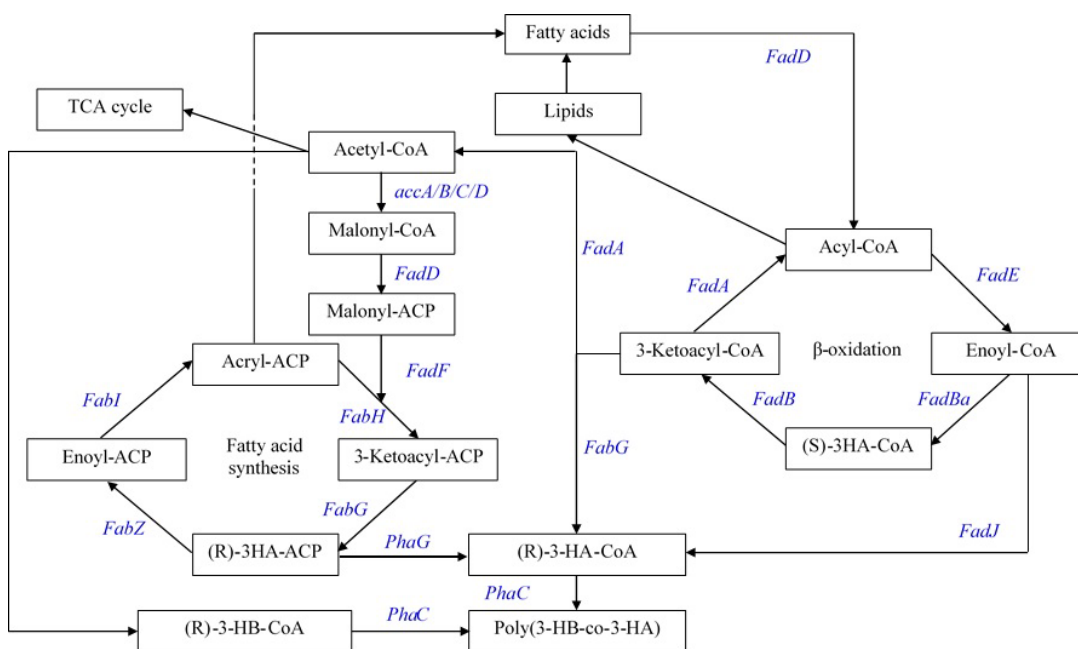 Fatty acids
FadD
TCA cycle
Lipids
Acetyl-CoA
accA/B/C/D
Malonyl-CoA
Acyl-CoA
FadD
FadA
FadA
FadE
Malonyl-ACP
Acryl-ACP
FadF
3-Ketoacyl-CoA
β-oxidation
Enoyl-CoA
FabI
FabH
FadB
FadBa
Enoyl-ACP
Fatty acid
synthesis
3-Ketoacyl-ACP
FabG
(S)-3HA-CoA
FabZ
FabG
(R)-3HA-ACP
PhaG
(R)-3-HA-CoA
FadJ
PhaC
(R)-3-HB-CoA
PhaC
Poly(3-HB-co-3-HA)